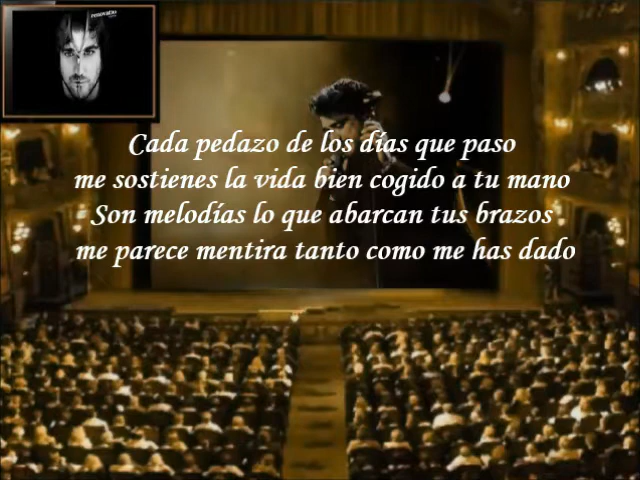 Cada pedazo de los días que paso
me sostienes la vida bien cogido a tu mano
Son melodías lo que abarcan tus brazos
me parece mentira tanto como me has dado